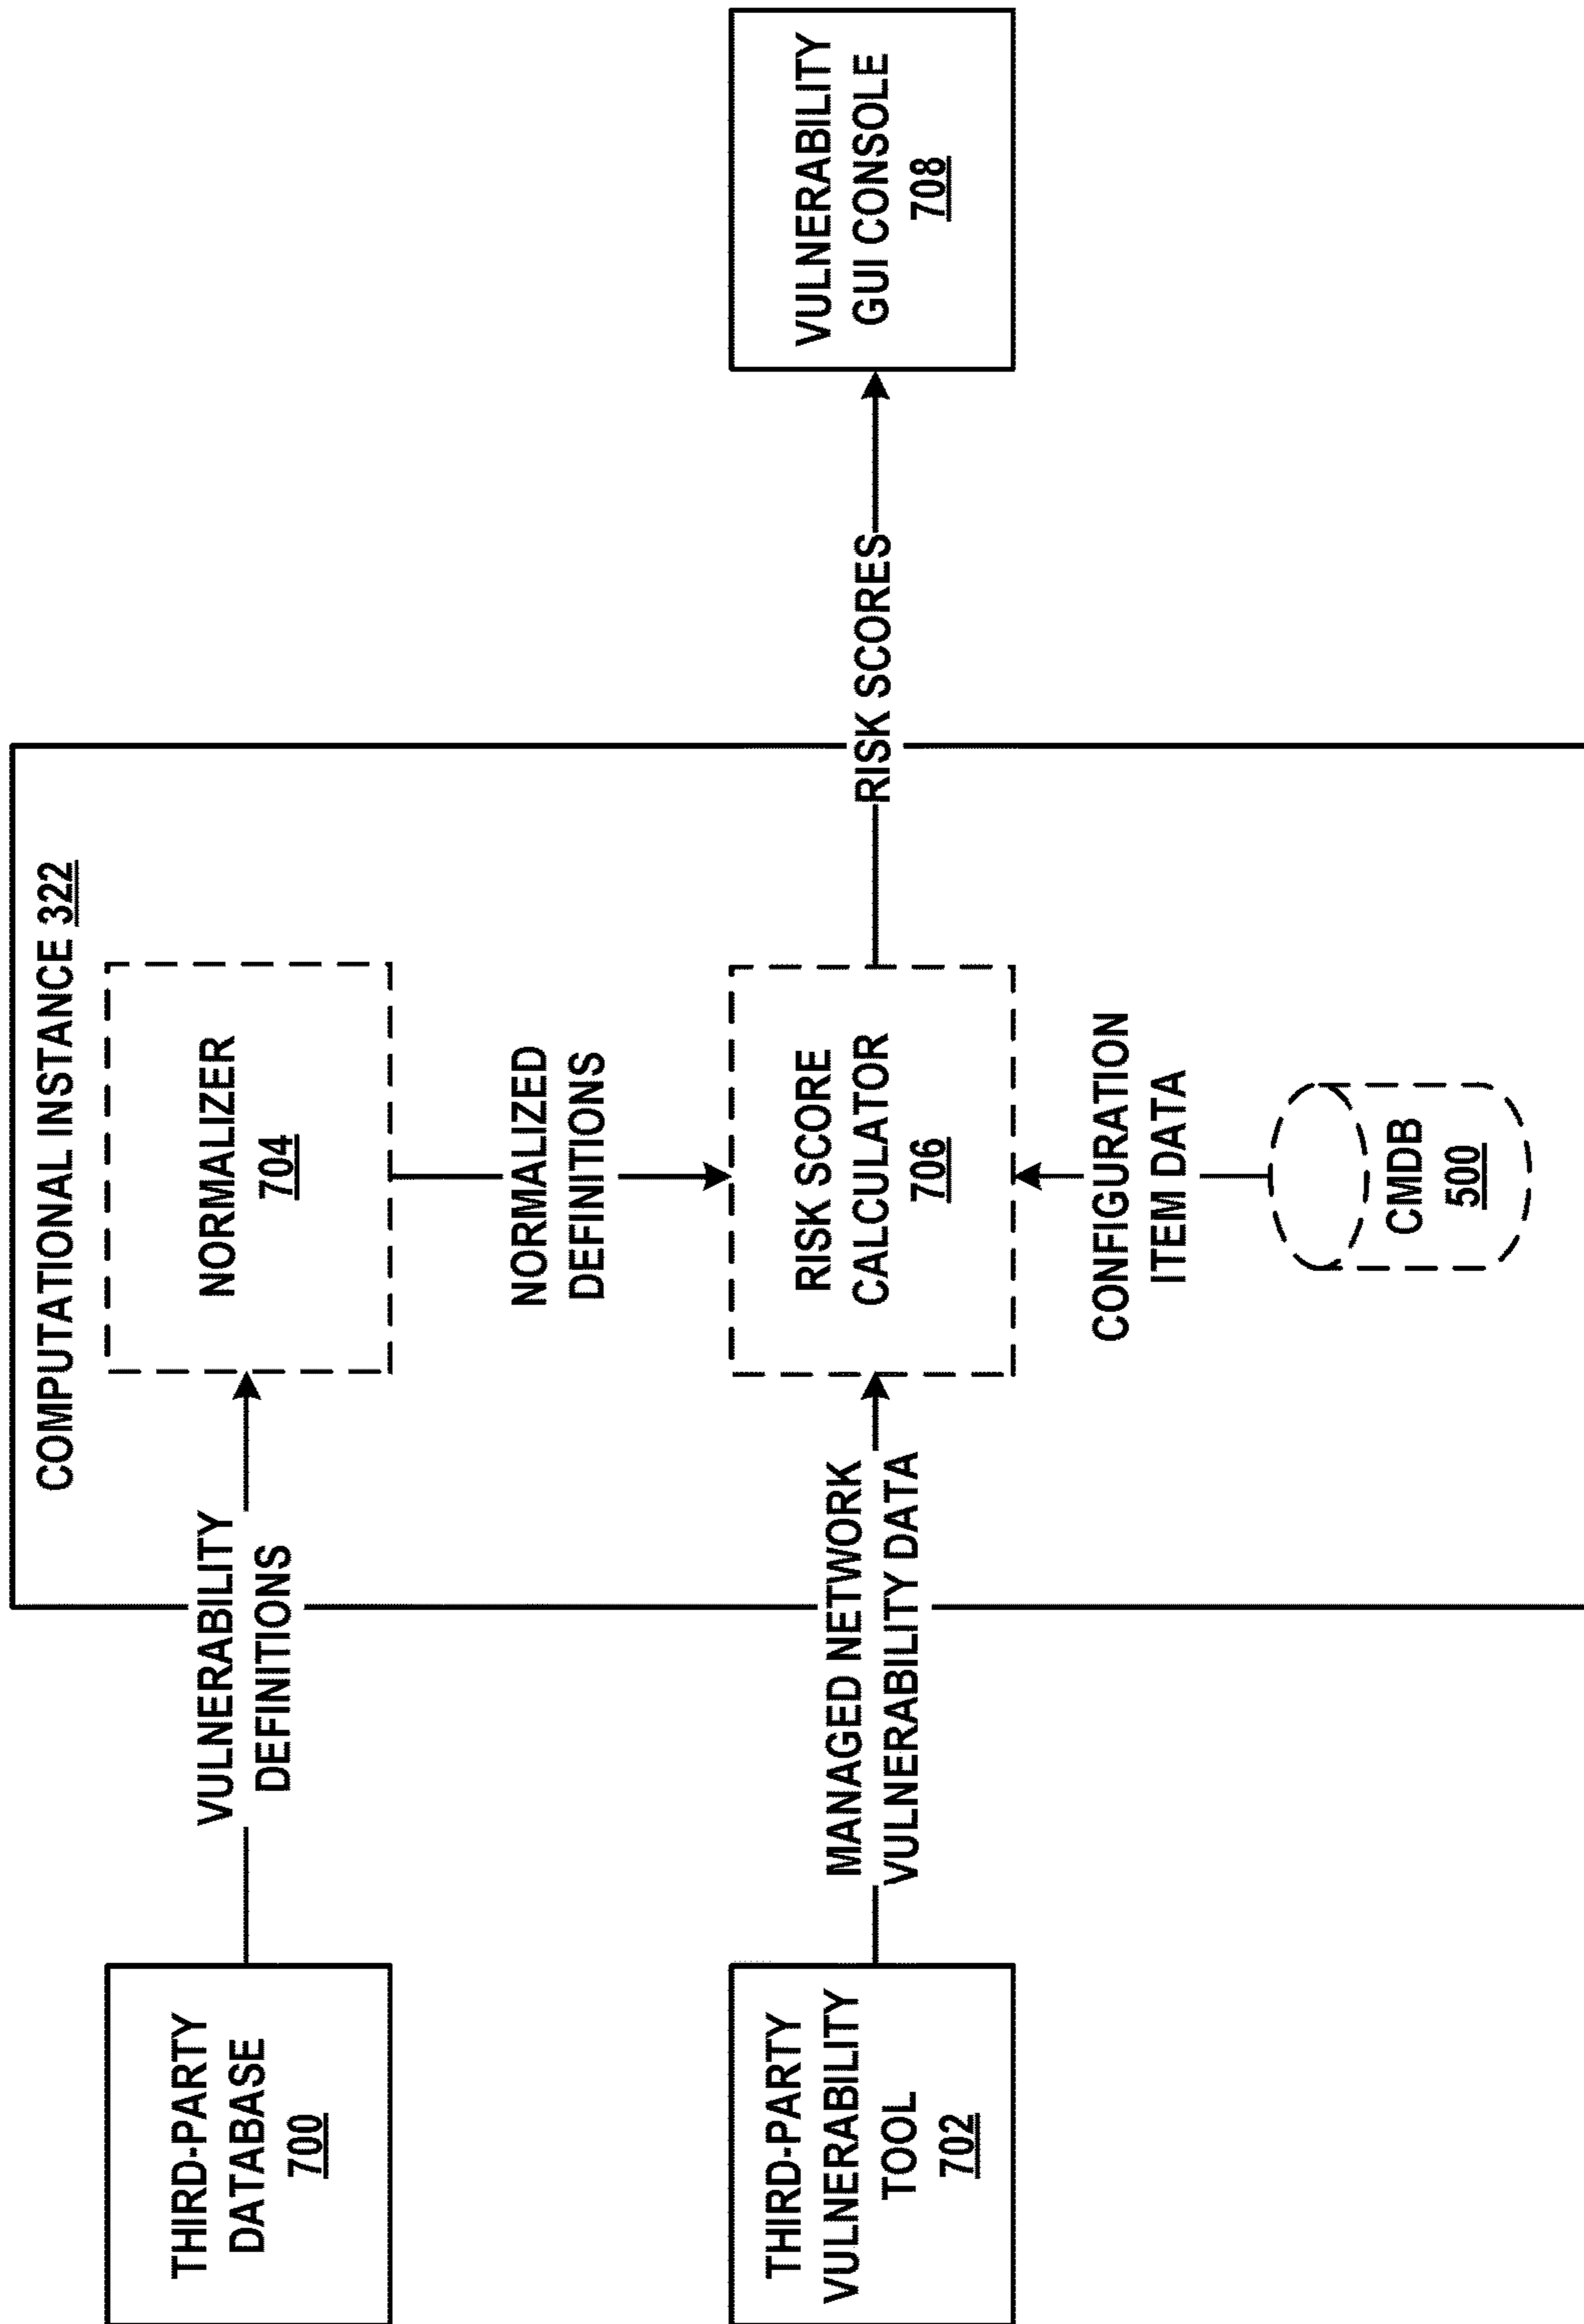 COMPUTATIONAL INSTANCE 322
THIRD-PARTY
DATABASE
700
VULNERABILITY
DEFINITIONS
NORMALIZER
704
NORMALIZED
DEFINITIONS
THIRD-PARTY
VULNERABILITY
TOOL
702
MANAGED NETWORK
VULNERABILITY DATA
RISK SCORE
CALCULATOR
706
RISK SCORES
VULNERABILITY
GUI CONSOLE
708
CONFIGURATION
ITEM DATA
CMDB
500